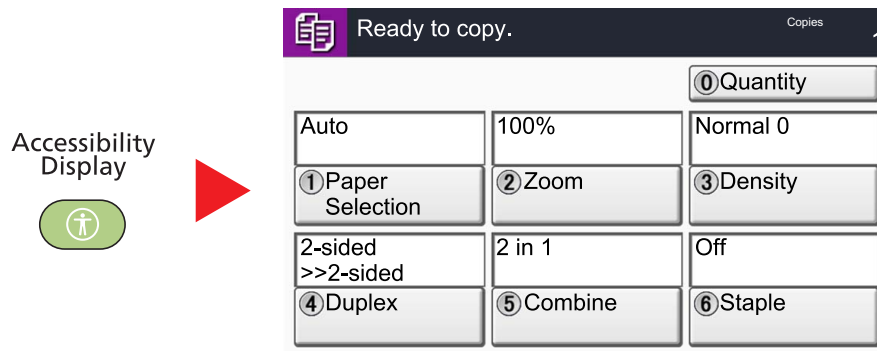 Accessibility
Display
Ready to copy.
Copies
0 Quantity
Auto
100%
Normal 0
1 Paper
Selection
2 Zoom
3 Density
2-sided
>>2-sided
2 in 1
Off
4 Duplex
5 Combine
6 Staple